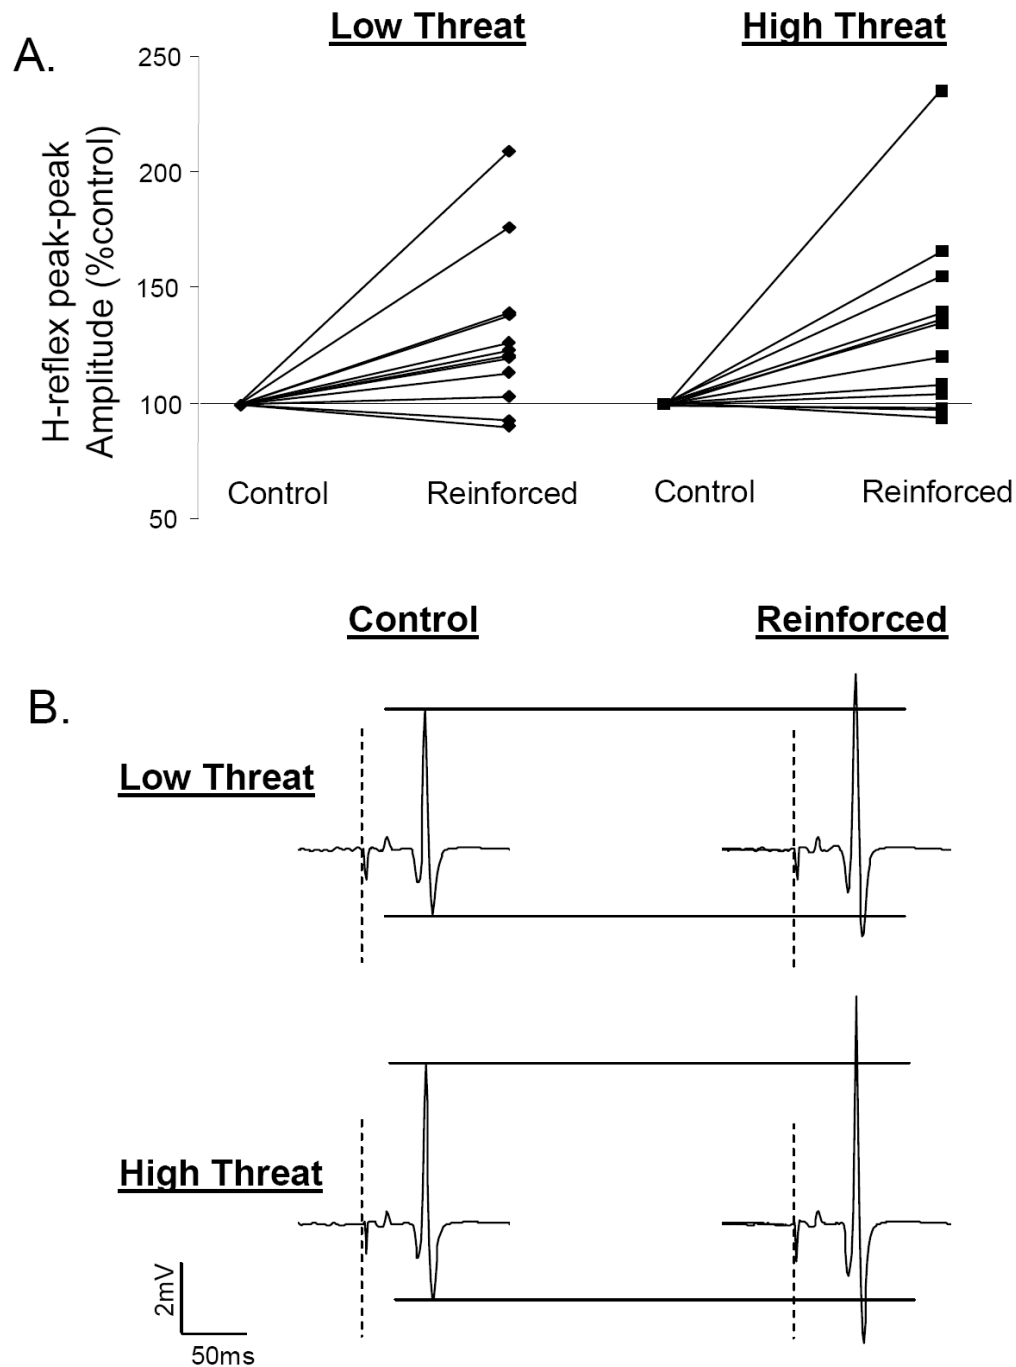 Low Threat High Threat
A.
250
200
150
100
50
H-reflex peak-peak
Amplitude (%control)
Control Reinforced Control Reinforced
Control Reinforced
B.
Low Threat
High Threat
2mV
50ms